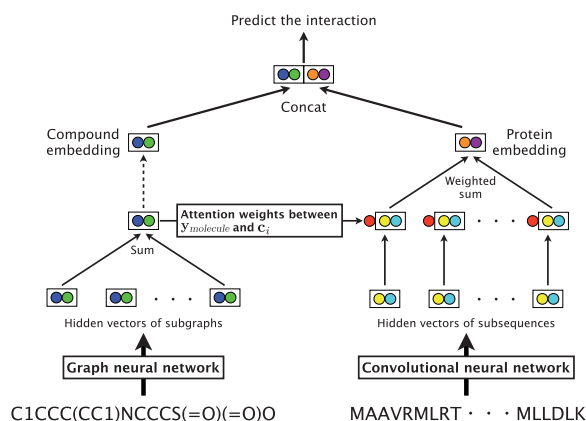 Predict the interaction
Concat
Compound
embedding
Protein
embedding
Weighted
sum
Attention weights between
y_molecule and c_i
Sum
· · ·
· · ·
· · ·
Hidden vectors of subgraphs
Hidden vectors of subsequences
Graph neural network
Convolutional neural network
C1CCC(CC1)NCCCS(=O)(=O)O
MAAVRMLRT · · · MLLDLK